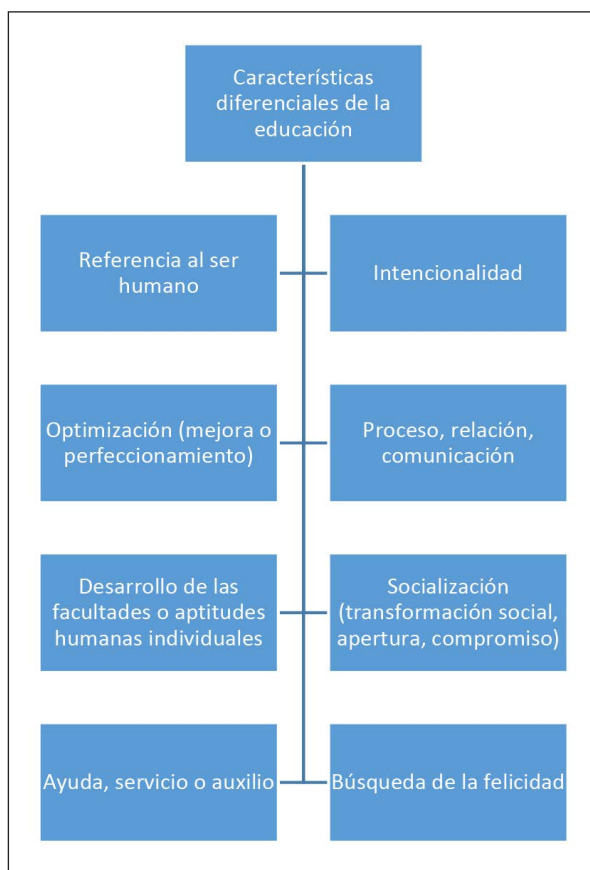 Características
diferenciales de la
educación
Referencia al ser
humano
Intencionalidad
Optimización (mejora o
perfeccionamiento)
Proceso, relación,
comunicación
Desarrollo de las
facultades o aptitudes
humanas individuales
Socialización
(transformación social,
apertura, compromiso)
Ayuda, servicio o auxilio
Búsqueda de la felicidad